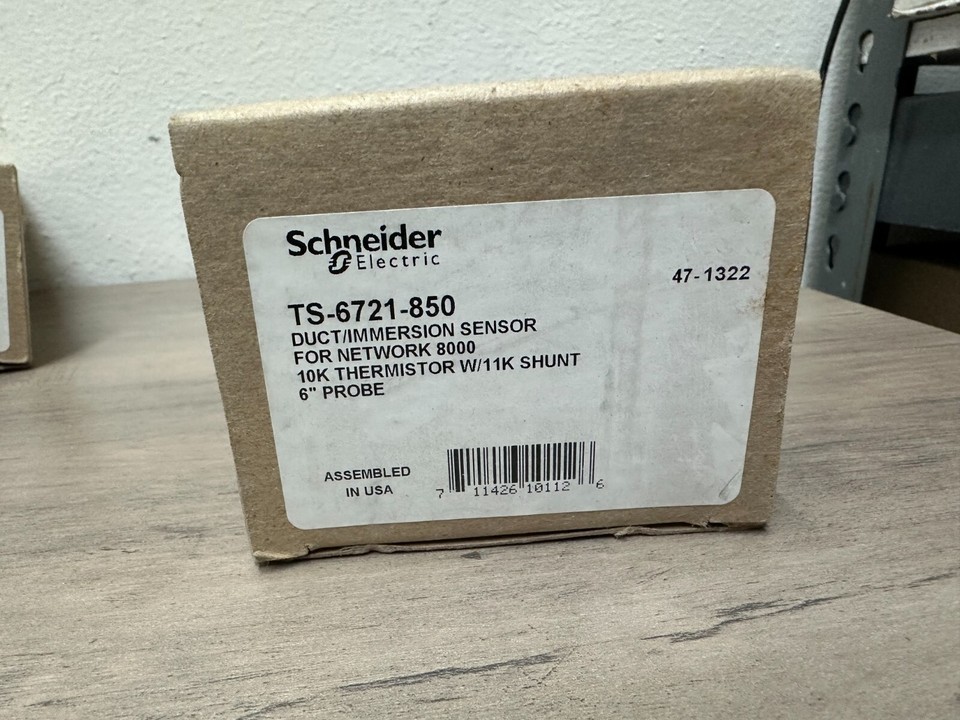 Schneider
Electric
47-1322
TS-6721-850
DUCT/IMMERSION SENSOR
FOR NETWORK 8000
10K THERMISTOR W/11K SHUNT
6" PROBE
ASSEMBLED
IN USA
7 11426 10112 6